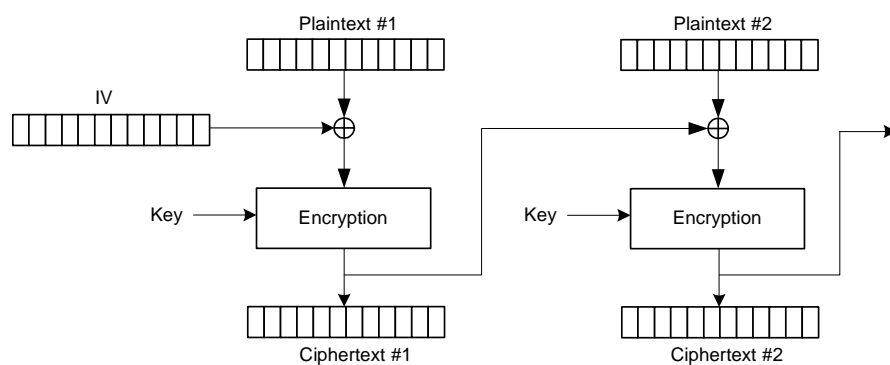 Plaintext #1
Plaintext #2
IV
Key
Encryption
Key
Encryption
Ciphertext #1
Ciphertext #2